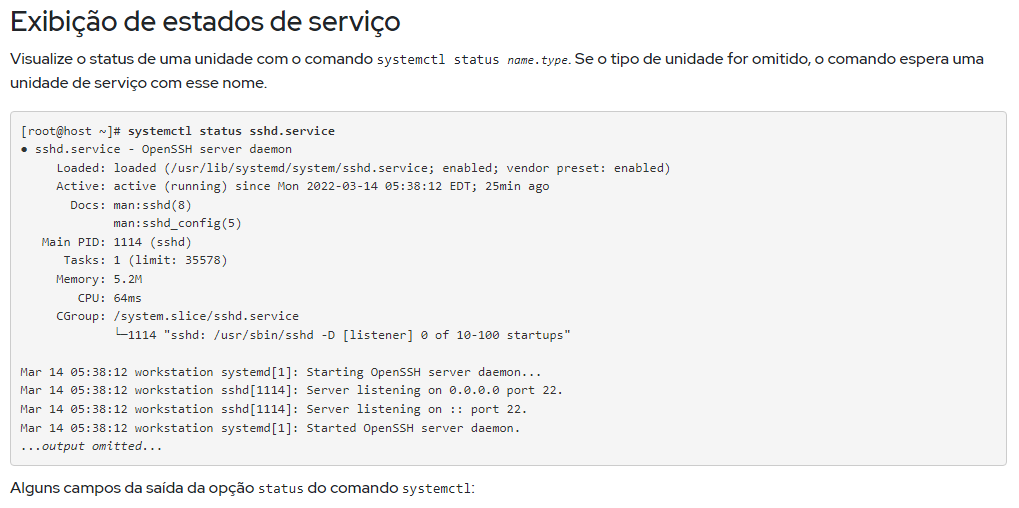 Exibição de estados de serviço
Visualize o status de uma unidade com o comando systemctl status name.type. Se o tipo de unidade for omitido, o comando espera uma
unidade de serviço com esse nome.
[root@host ~]# systemctl status sshd.service
● sshd.service - OpenSSH server daemon
     Loaded: loaded (/usr/lib/systemd/system/sshd.service; enabled; vendor preset: enabled)
     Active: active (running) since Mon 2022-03-14 05:38:12 EDT; 25min ago
       Docs: man:sshd(8)
             man:sshd_config(5)
   Main PID: 1114 (sshd)
      Tasks: 1 (limit: 35578)
     Memory: 5.2M
        CPU: 64ms
     CGroup: /system.slice/sshd.service
             └─1114 "sshd: /usr/sbin/sshd -D [listener] 0 of 10-100 startups"
Mar 14 05:38:12 workstation systemd[1]: Starting OpenSSH server daemon...
Mar 14 05:38:12 workstation sshd[1114]: Server listening on 0.0.0.0 port 22.
Mar 14 05:38:12 workstation sshd[1114]: Server listening on :: port 22.
Mar 14 05:38:12 workstation systemd[1]: Started OpenSSH server daemon.
...output omitted...
Alguns campos da saída da opção status do comando systemctl: